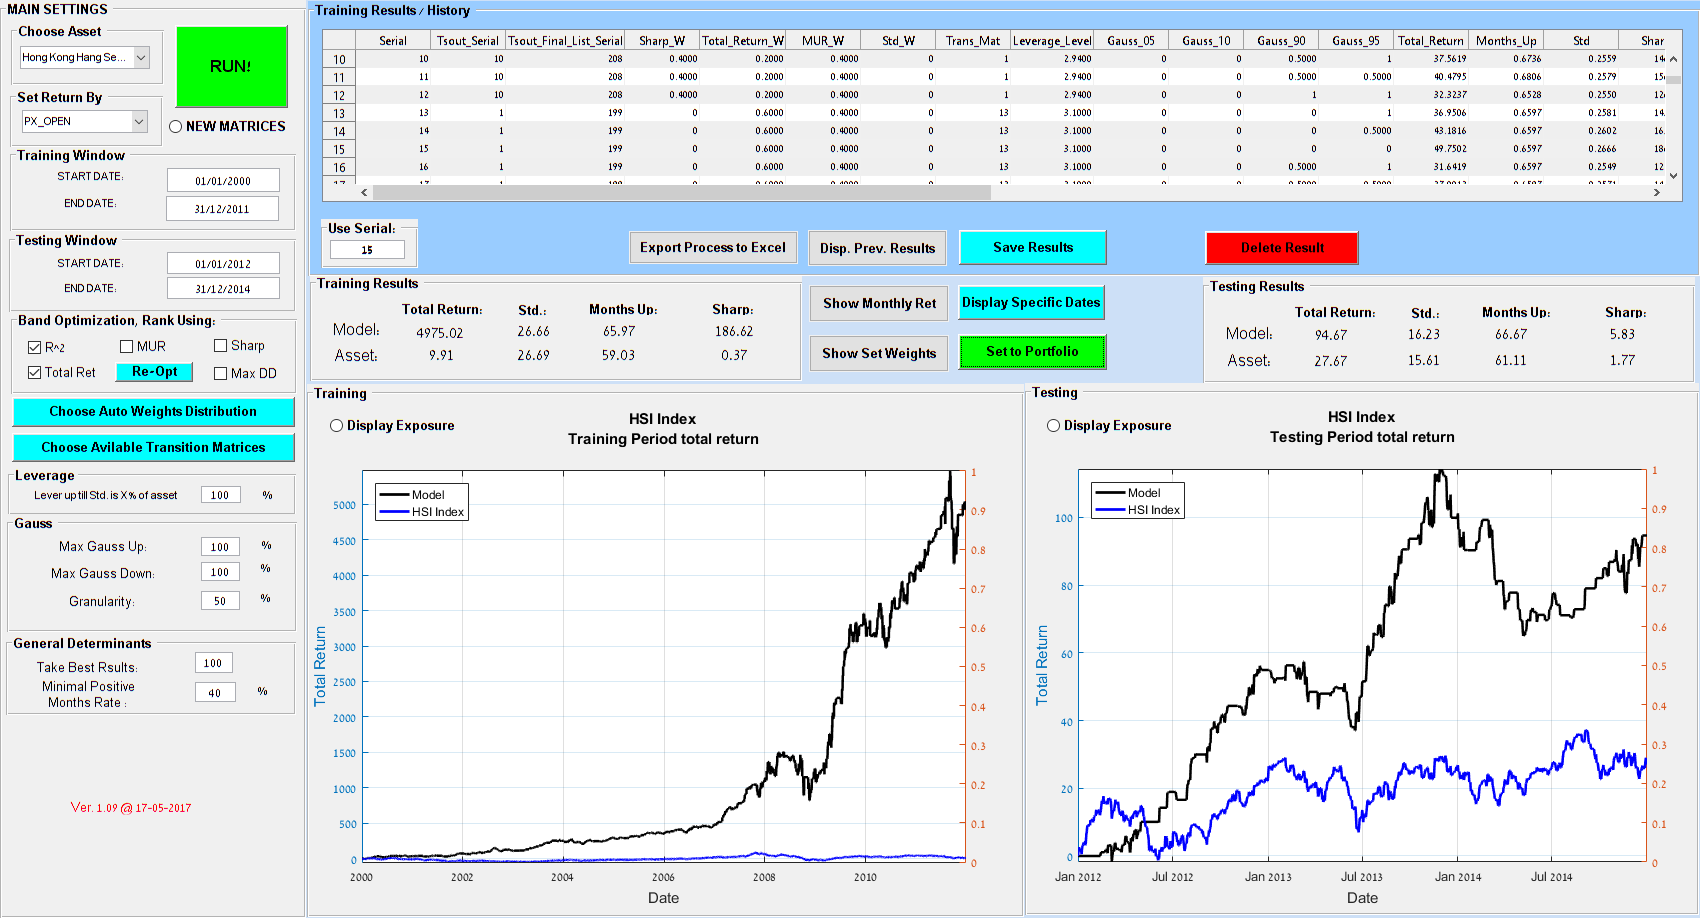 MAIN SETTINGS
Choose Asset
Hong Kong Hang Se...
RUN!
Set Return By
PX_OPEN
NEW MATRICES
Training Window
START DATE: 01/01/2000
END DATE: 31/12/2011
Testing Window
START DATE: 01/01/2012
END DATE: 31/12/2014
Band Optimization, Rank Using:
R^2 MUR Sharp
Total Ret Re-Opt Max DD
Choose Auto Weights Distribution
Choose Avilable Transition Matrices
Leverage
Lever up till Std. is X% of asset 100 %
Gauss
Max Gauss Up: 100 %
Max Gauss Down: 100 %
Granularity: 50 %
General Determinants
Take Best Rsults: 100
Minimal Positive
Months Rate : 40 %
Ver. 1.09 @ 17-05-2017
Training Results / History
Serial Tsout_Serial Tsout_Final_List_Serial Sharp_W Total_Return_W MUR_W Std_W Trans_Mat Leverage_Level Gauss_05 Gauss_10 Gauss_90 Gauss_95 Total_Return Months_Up Std Shar
10 10 10 208 0.4000 0.2000 0.4000 0 1 2.9400 0 0 0.5000 1 37.5619 0.6736 0.2559 14
11 11 10 208 0.4000 0.2000 0.4000 0 1 2.9400 0 0 0.5000 0.5000 40.4795 0.6806 0.2579 15
12 12 10 208 0.4000 0.2000 0.4000 0 1 2.9400 0 0 1 1 32.3237 0.6528 0.2550 12
13 13 1 199 0 0.6000 0.4000 0 13 3.1000 0 0 0 1 36.9506 0.6597 0.2581 14.
14 14 1 199 0 0.6000 0.4000 0 13 3.1000 0 0 0 0.5000 43.1816 0.6597 0.2602 16.
15 15 1 199 0 0.6000 0.4000 0 13 3.1000 0 0 0 0 49.7502 0.6597 0.2666 18
16 16 1 199 0 0.6000 0.4000 0 13 3.1000 0 0 0.5000 1 31.6419 0.6597 0.2549 12
Use Serial:
15
Export Process to Excel Disp. Prev. Results Save Results Delete Result
Training Results
Total Return: Std.: Months Up: Sharp:
Model: 4975.02 26.66 65.97 186.62
Asset: 9.91 26.69 59.03 0.37
Show Monthly Ret Display Specific Dates
Show Set Weights Set to Portfolio
Testing Results
Total Return: Std.: Months Up: Sharp:
Model: 94.67 16.23 66.67 5.83
Asset: 27.67 15.61 61.11 1.77
Training
Display Exposure
HSI Index
Training Period total return
Model
HSI Index
Total Return
5000
4500
4000
3500
3000
2500
2000
1500
1000
500
0
1
0.9
0.8
0.7
0.6
0.5
0.4
0.3
0.2
0.1
0
2000 2002 2004 2006 2008 2010
Date
Testing
Display Exposure
HSI Index
Testing Period total return
Model
HSI Index
Total Return
100
80
60
40
20
0
1
0.9
0.8
0.7
0.6
0.5
0.4
0.3
0.2
0.1
0
Jan 2012 Jul 2012 Jan 2013 Jul 2013 Jan 2014 Jul 2014
Date